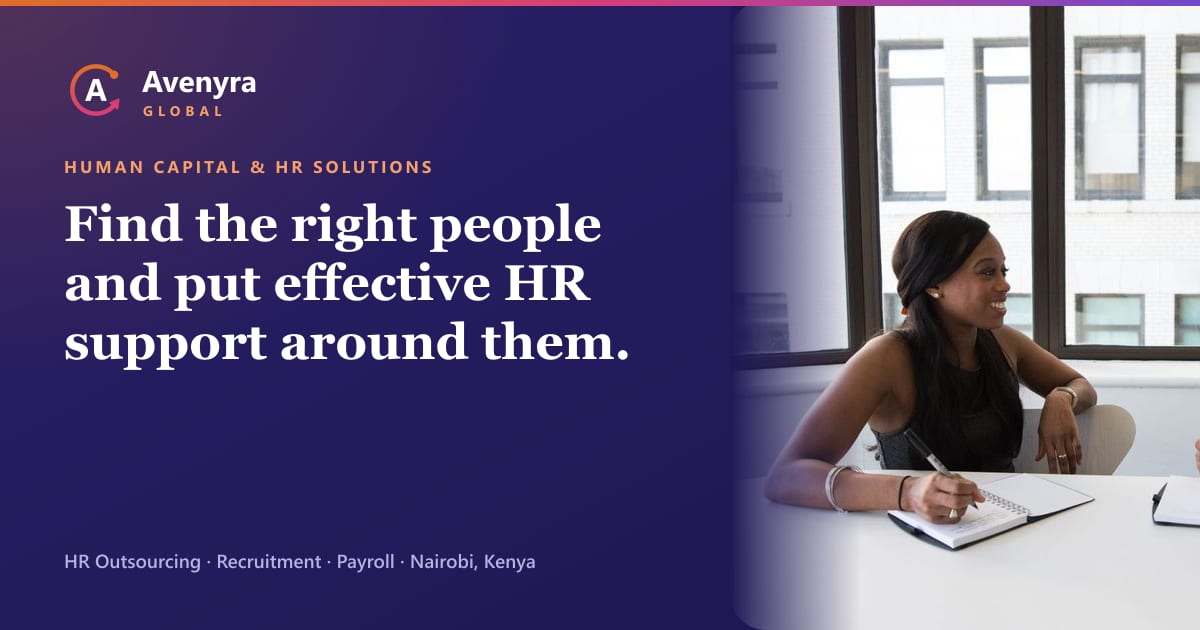 A
Avenyra
GLOBAL
HUMAN CAPITAL & HR SOLUTIONS
Find the right people
and put effective HR
support around them.
HR Outsourcing · Recruitment · Payroll · Nairobi, Kenya